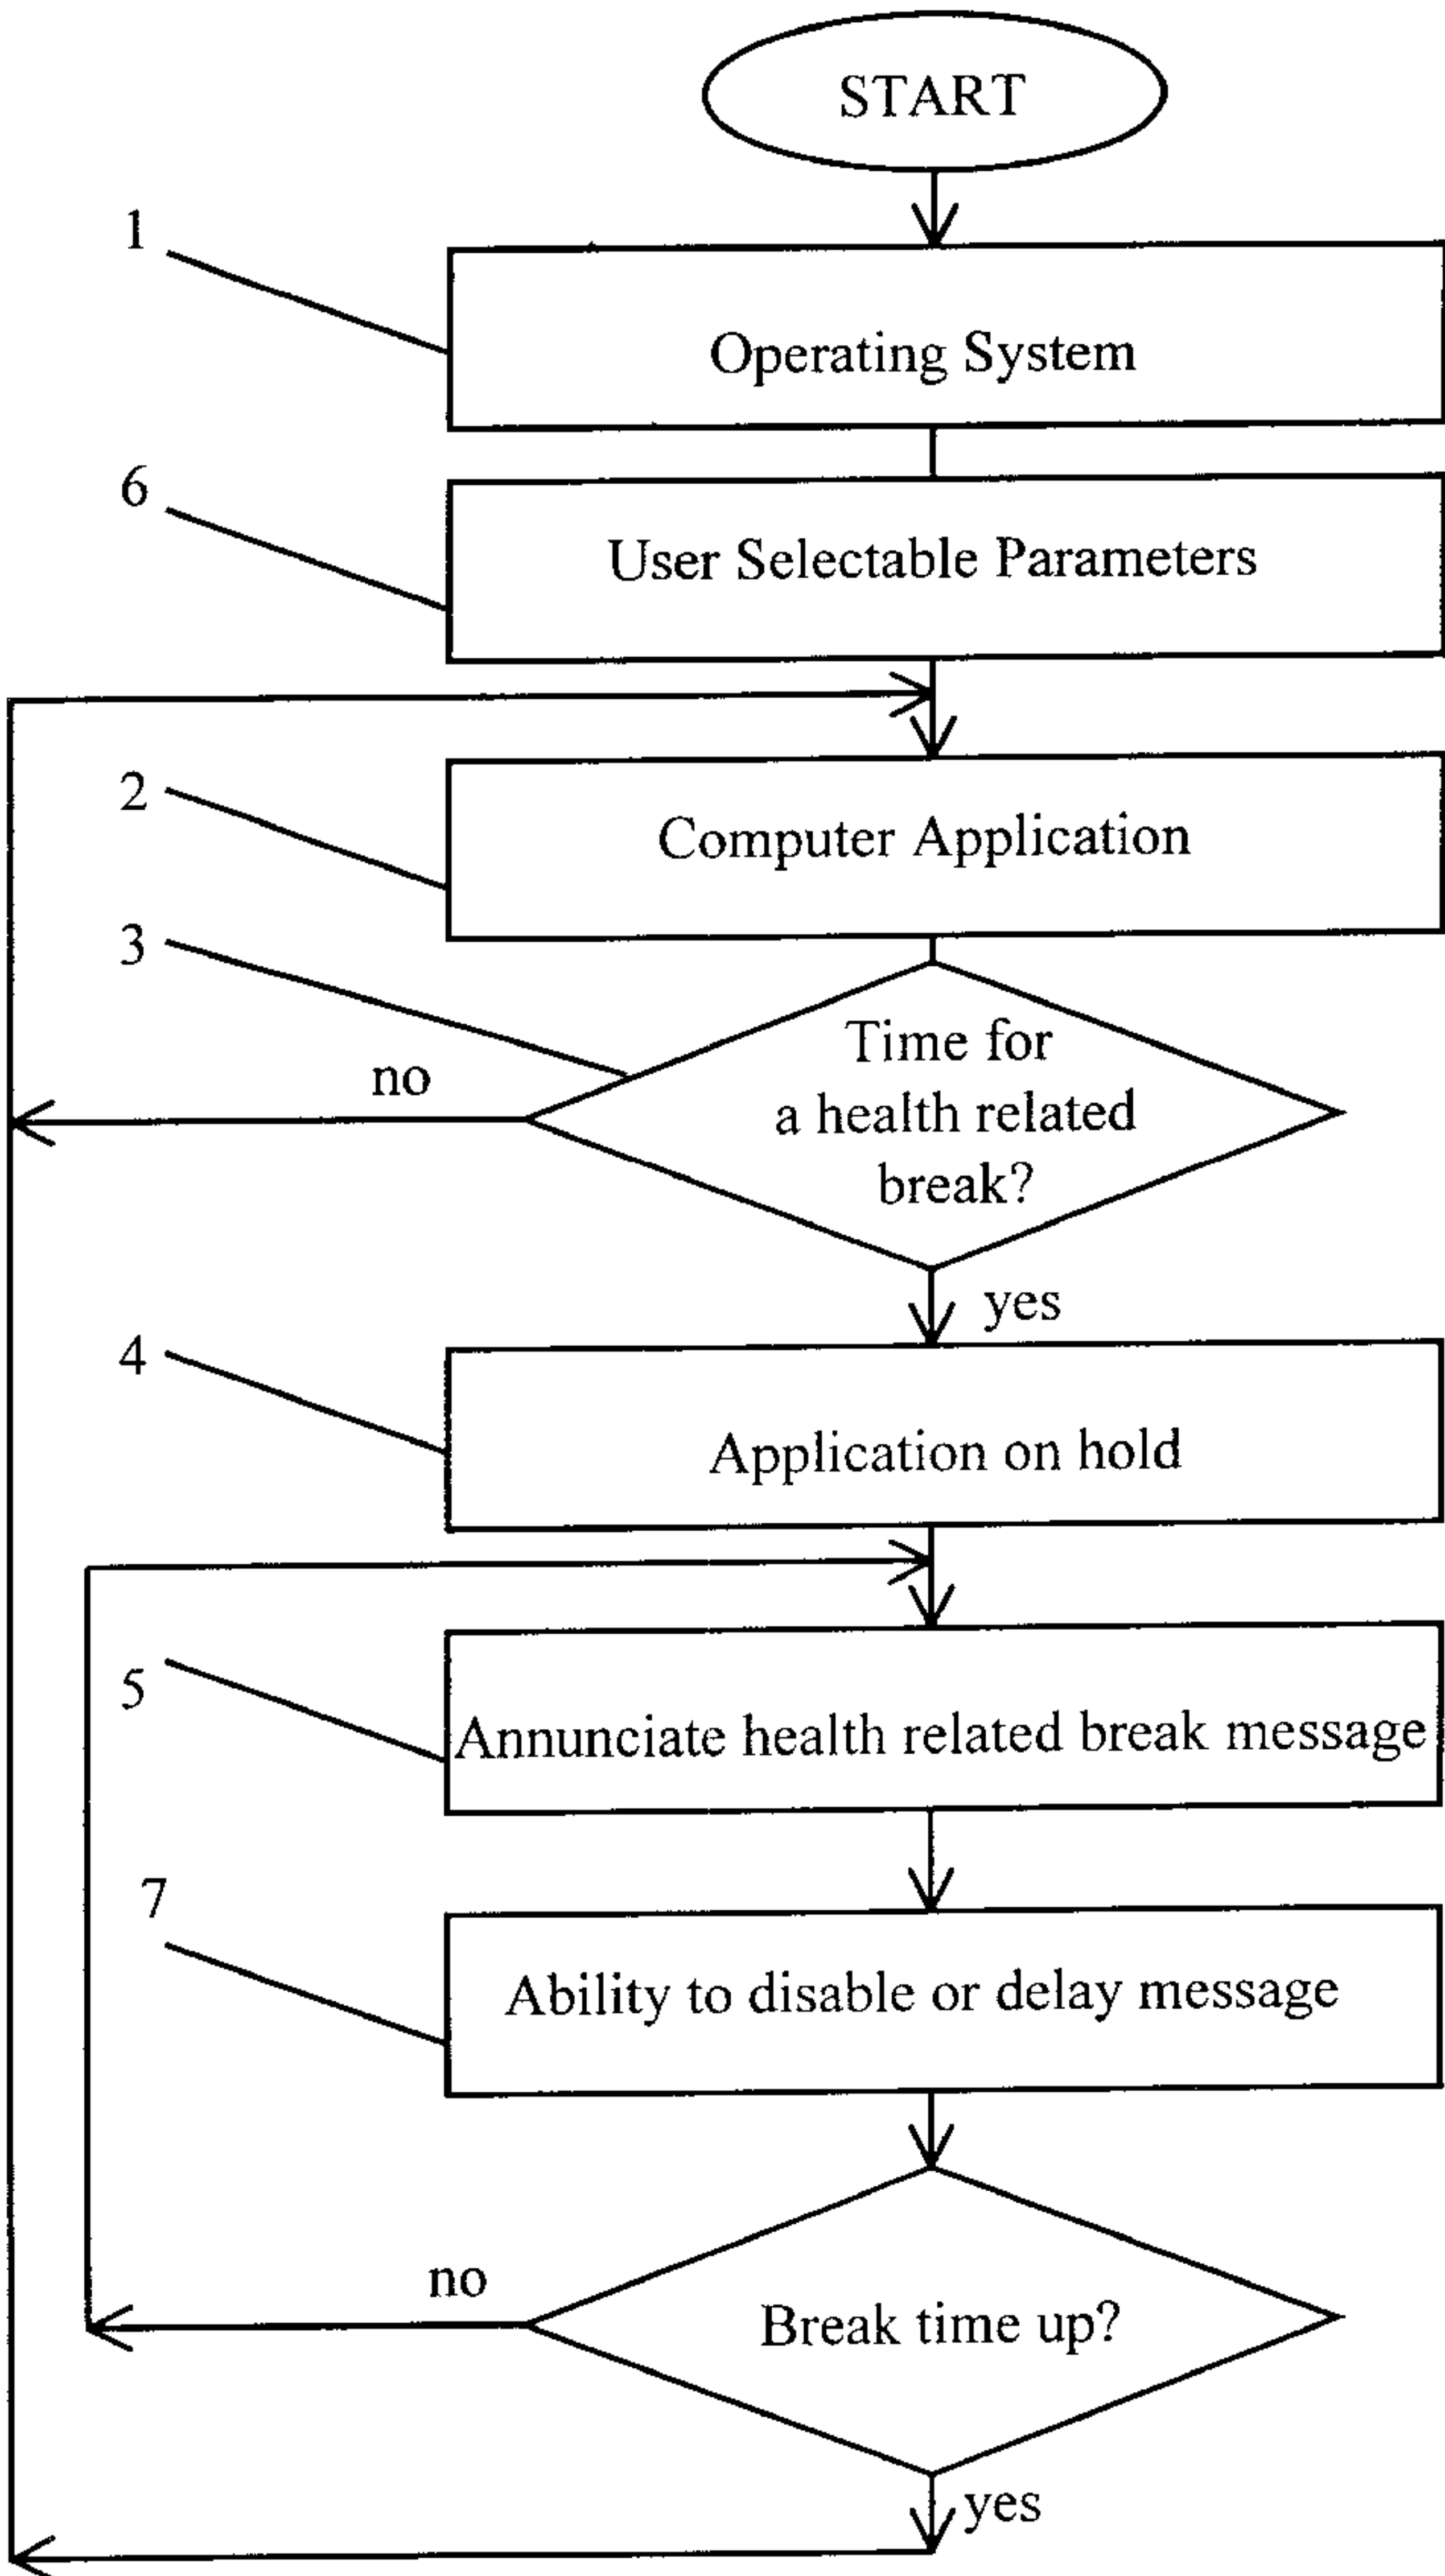 START
1
Operating System
6
User Selectable Parameters
2
Computer Application
3
Time for
a health related
break?
no
yes
4
Application on hold
5
Annunciate health related break message
7
Ability to disable or delay message
no
Break time up?
yes